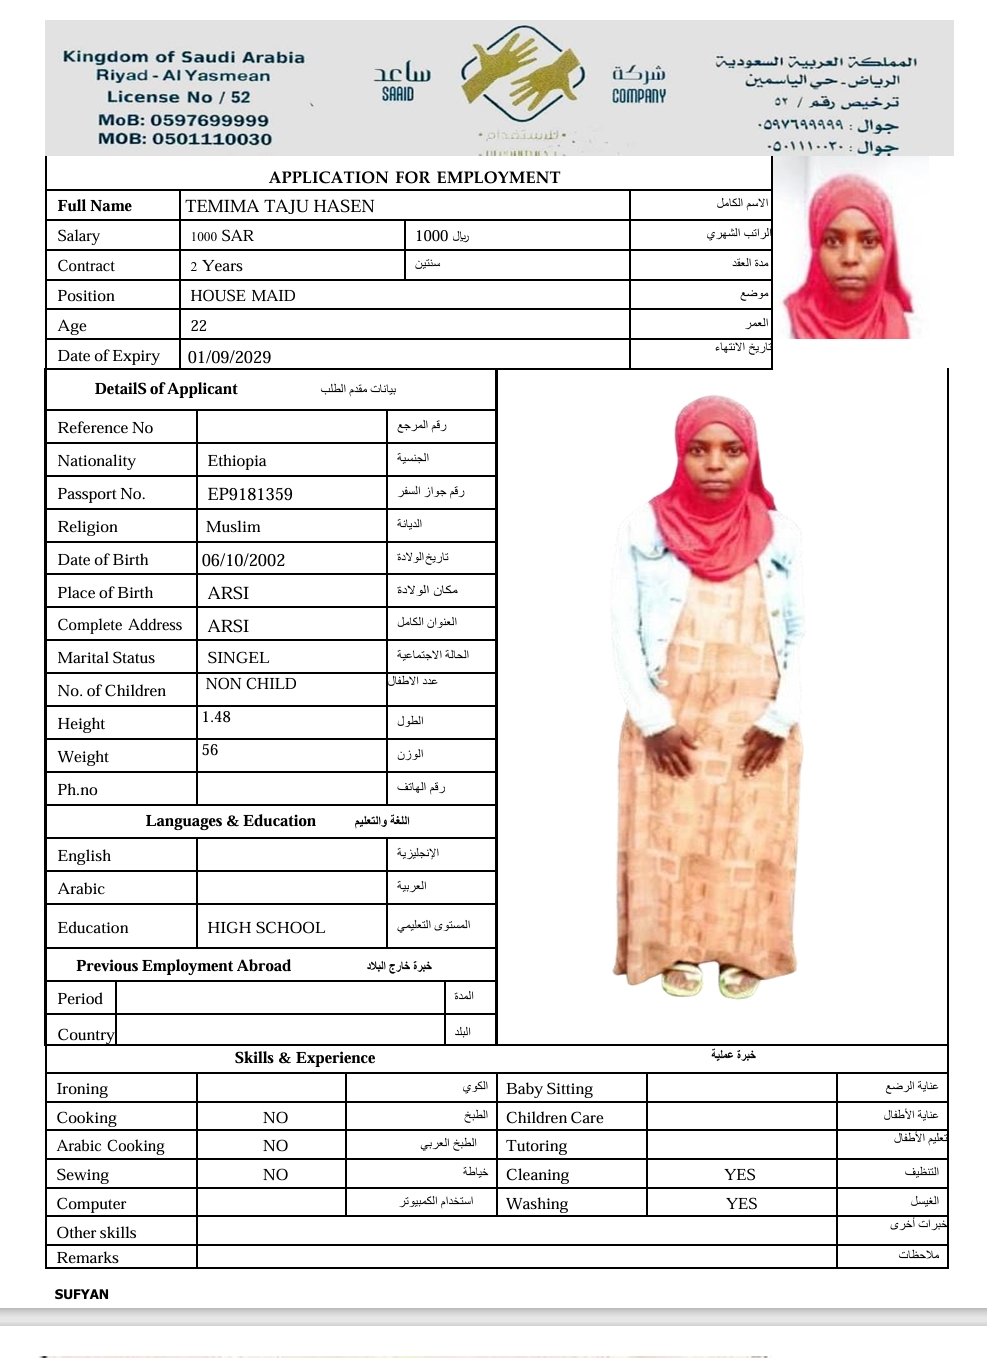 Kingdom of Saudi Arabia
Riyad - Al Yasmean
License No / 52
MoB: 0597699999
MOB: 0501110030
ساعد
SAAID
شركة
COMPANY
للاستقدام
المملكة العربية السعودية
الرياض - حي الياسمين
ترخيص رقم / ٥٢
جوال : ٠٥٩٧٦٩٩٩٩٩
جوال : ٠٥٠١١١٠٠٣٠
APPLICATION FOR EMPLOYMENT
Full Name TEMIMA TAJU HASEN الاسم الكامل
Salary 1000 SAR 1000 ريال الراتب الشهري
Contract 2 Years سنتين مدة العقد
Position HOUSE MAID موضع
Age 22 العمر
Date of Expiry 01/09/2029 تاريخ الانتهاء
DetailS of Applicant بيانات مقدم الطلب
Reference No رقم المرجع
Nationality Ethiopia الجنسية
Passport No. EP9181359 رقم جواز السفر
Religion Muslim الديانة
Date of Birth 06/10/2002 تاريخ الولادة
Place of Birth ARSI مكان الولادة
Complete Address ARSI العنوان الكامل
Marital Status SINGEL الحالة الاجتماعية
No. of Children NON CHILD عدد الاطفال
Height 1.48 الطول
Weight 56 الوزن
Ph.no رقم الهاتف
Languages & Education اللغة والتعليم
English الإنجليزية
Arabic العربية
Education HIGH SCHOOL المستوى التعليمي
Previous Employment Abroad خبرة خارج البلاد
Period المدة
Country البلد
Skills & Experience خبرة عملية
Ironing الكوي Baby Sitting عناية الرضع
Cooking NO الطبخ Children Care عناية الأطفال
Arabic Cooking NO الطبخ العربي Tutoring تعليم الأطفال
Sewing NO خياطة Cleaning YES التنظيف
Computer استخدام الكمبيوتر Washing YES الغيسل
Other skills خبرات أخرى
Remarks ملاحظات
SUFYAN